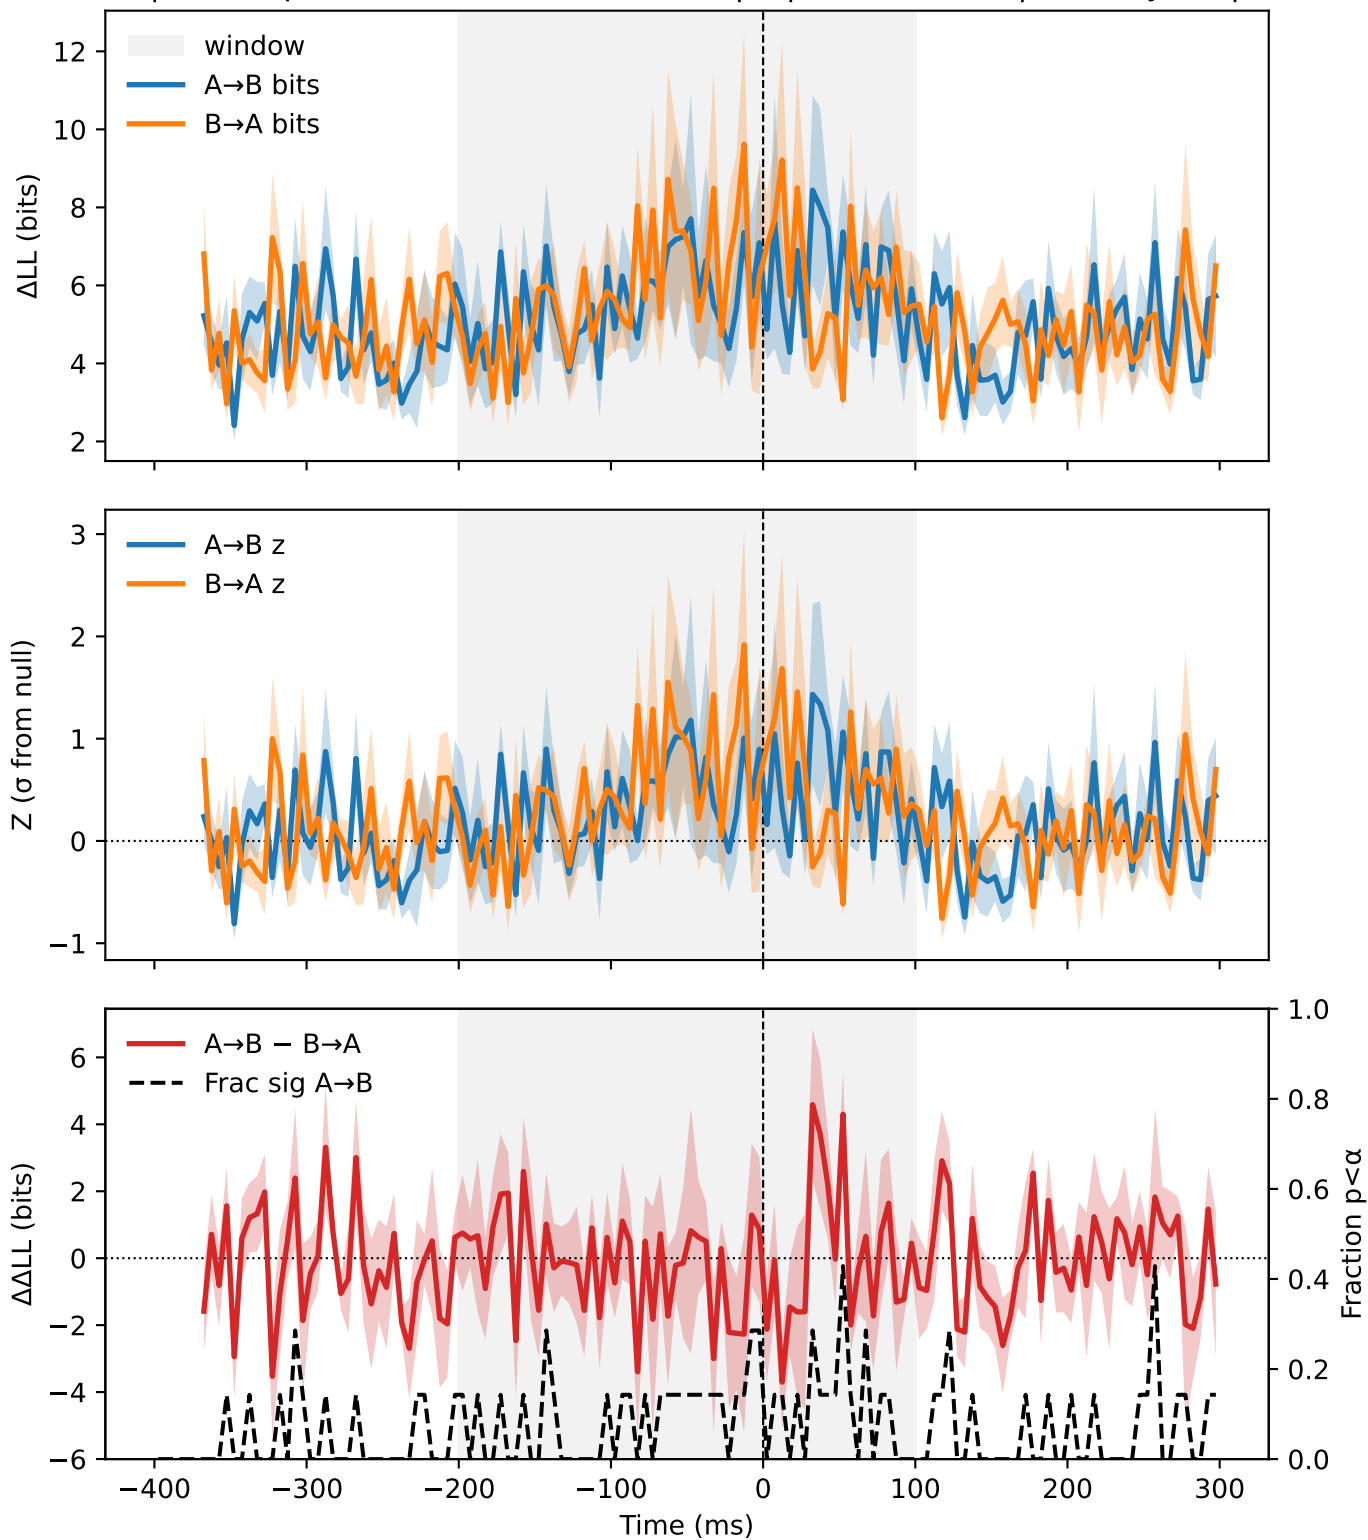 12
10
8
6
4
2
ΔLL (bits)
window
A→B bits
B→A bits
3
2
1
0
−1
Z (σ from null)
A→B z
B→A z
6
4
2
0
−2
−4
−6
ΔΔLL (bits)
A→B − B→A
Frac sig A→B
1.0
0.8
0.6
0.4
0.2
0.0
Fraction p<α
−400
−300
−200
−100
0
100
200
300
Time (ms)